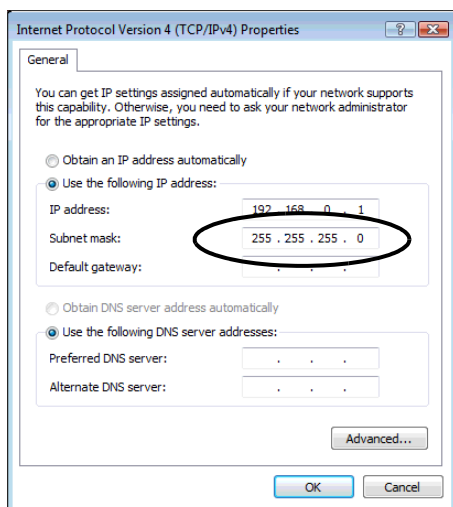 Internet Protocol Version 4 (TCP/IPv4) Properties
General
You can get IP settings assigned automatically if your network supports
this capability. Otherwise, you need to ask your network administrator
for the appropriate IP settings.
Obtain an IP address automatically
Use the following IP address:
IP address: 192 . 168 . 0 . 1
Subnet mask: 255 . 255 . 255 . 0
Default gateway: . . .
Obtain DNS server address automatically
Use the following DNS server addresses:
Preferred DNS server: . . .
Alternate DNS server: . . .
Advanced...
OK Cancel